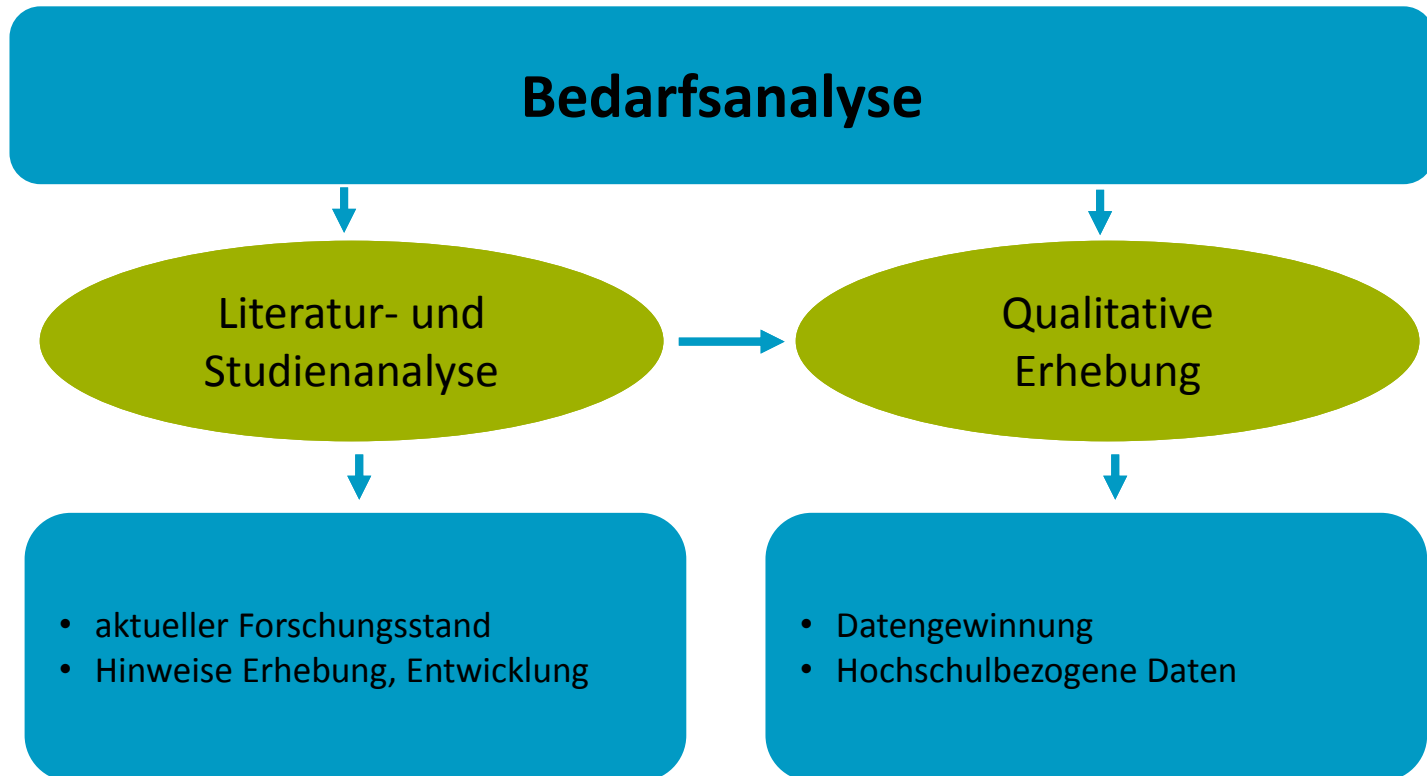 Bedarfsanalyse
Literatur- und
Studienanalyse
Qualitative
Erhebung
• aktueller Forschungsstand
• Hinweise Erhebung, Entwicklung
• Datengewinnung
• Hochschulbezogene Daten